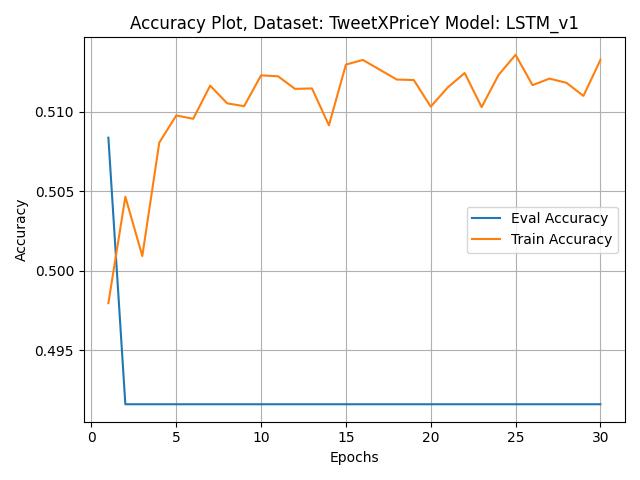 Accuracy Plot, Dataset: TweetXPriceY Model: LSTM_v1
0.510
0.505
0.500
0.495
Accuracy
Eval Accuracy
Train Accuracy
0 5 10 15 20 25 30
Epochs